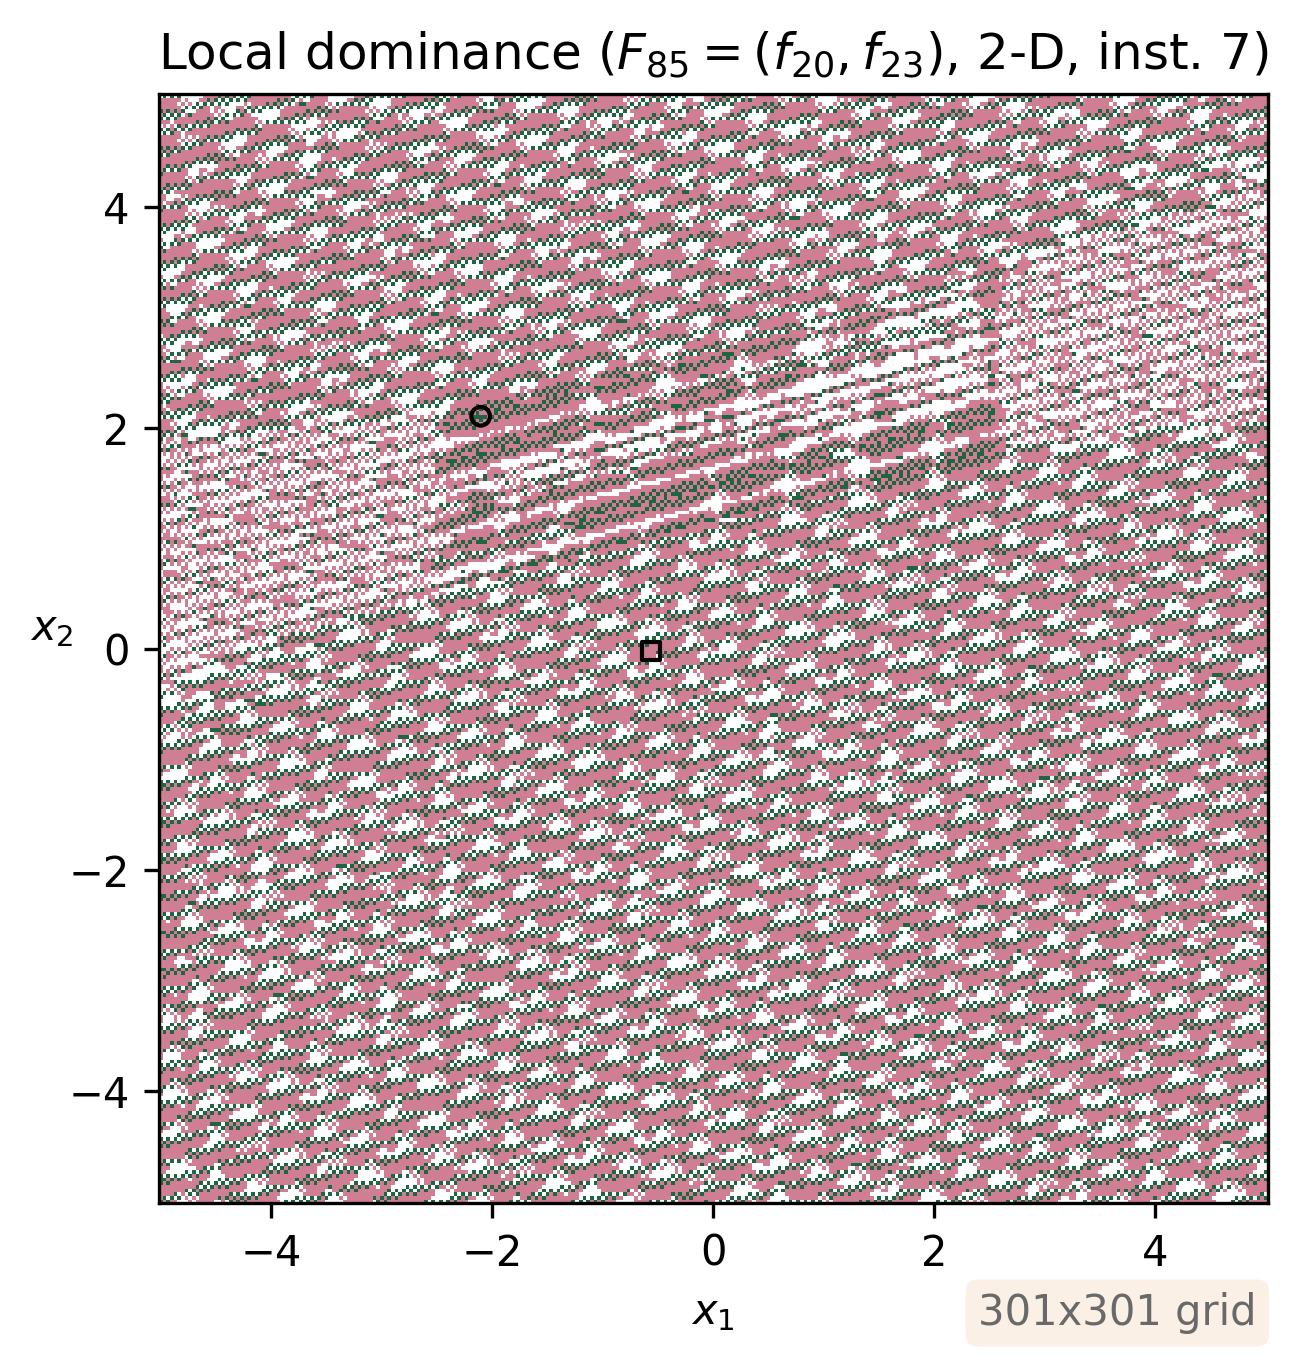 Local dominance (F₈₅ = (f₂₀, f₂₃), 2-D, inst. 7)
4
2
x₂
0
−2
−4
−4 −2 0 2 4
x₁
301x301 grid